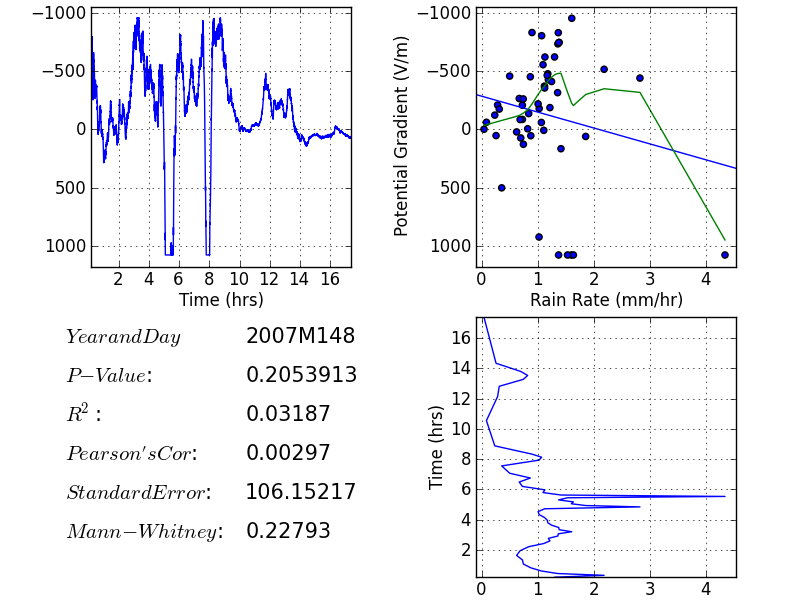 −1000
−500
0
500
1000
2 4 6 8 10 12 14 16
Time (hrs)
Potential Gradient (V/m)
−1000
−500
0
500
1000
0 1 2 3 4
Rain Rate (mm/hr)
YearandDay 2007M148
P−Value: 0.2053913
R²: 0.03187
Pearson'sCor: 0.00297
StandardError: 106.15217
Mann−Whitney: 0.22793
Time (hrs)
16
14
12
10
8
6
4
2
0 1 2 3 4